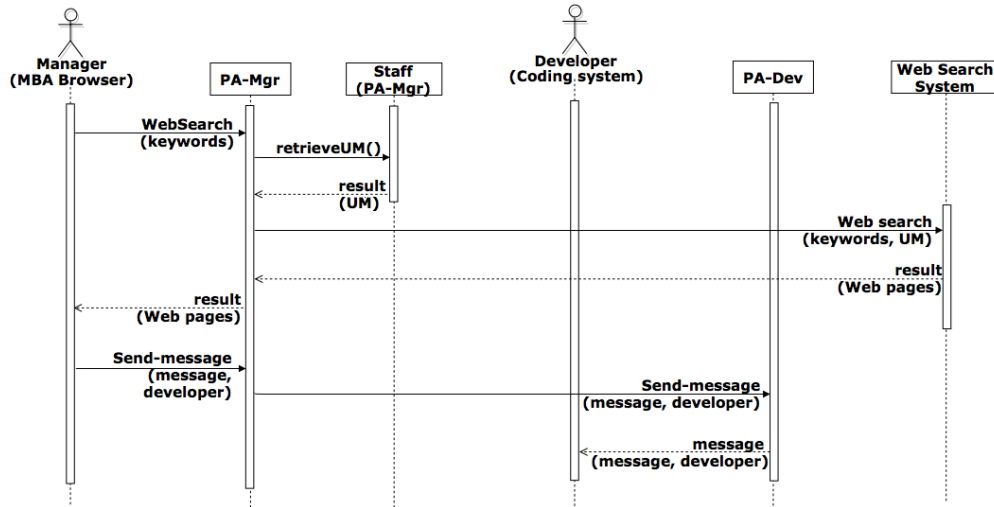 Manager
(MBA Browser)
PA-Mgr
Staff
(PA-Mgr)
Developer
(Coding system)
PA-Dev
Web Search
System
WebSearch
(keywords)
retrieveUM()
result
(UM)
Web search
(keywords, UM)
result
(Web pages)
result
(Web pages)
Send-message
(message,
developer)
Send-message
(message, developer)
message
(message, developer)